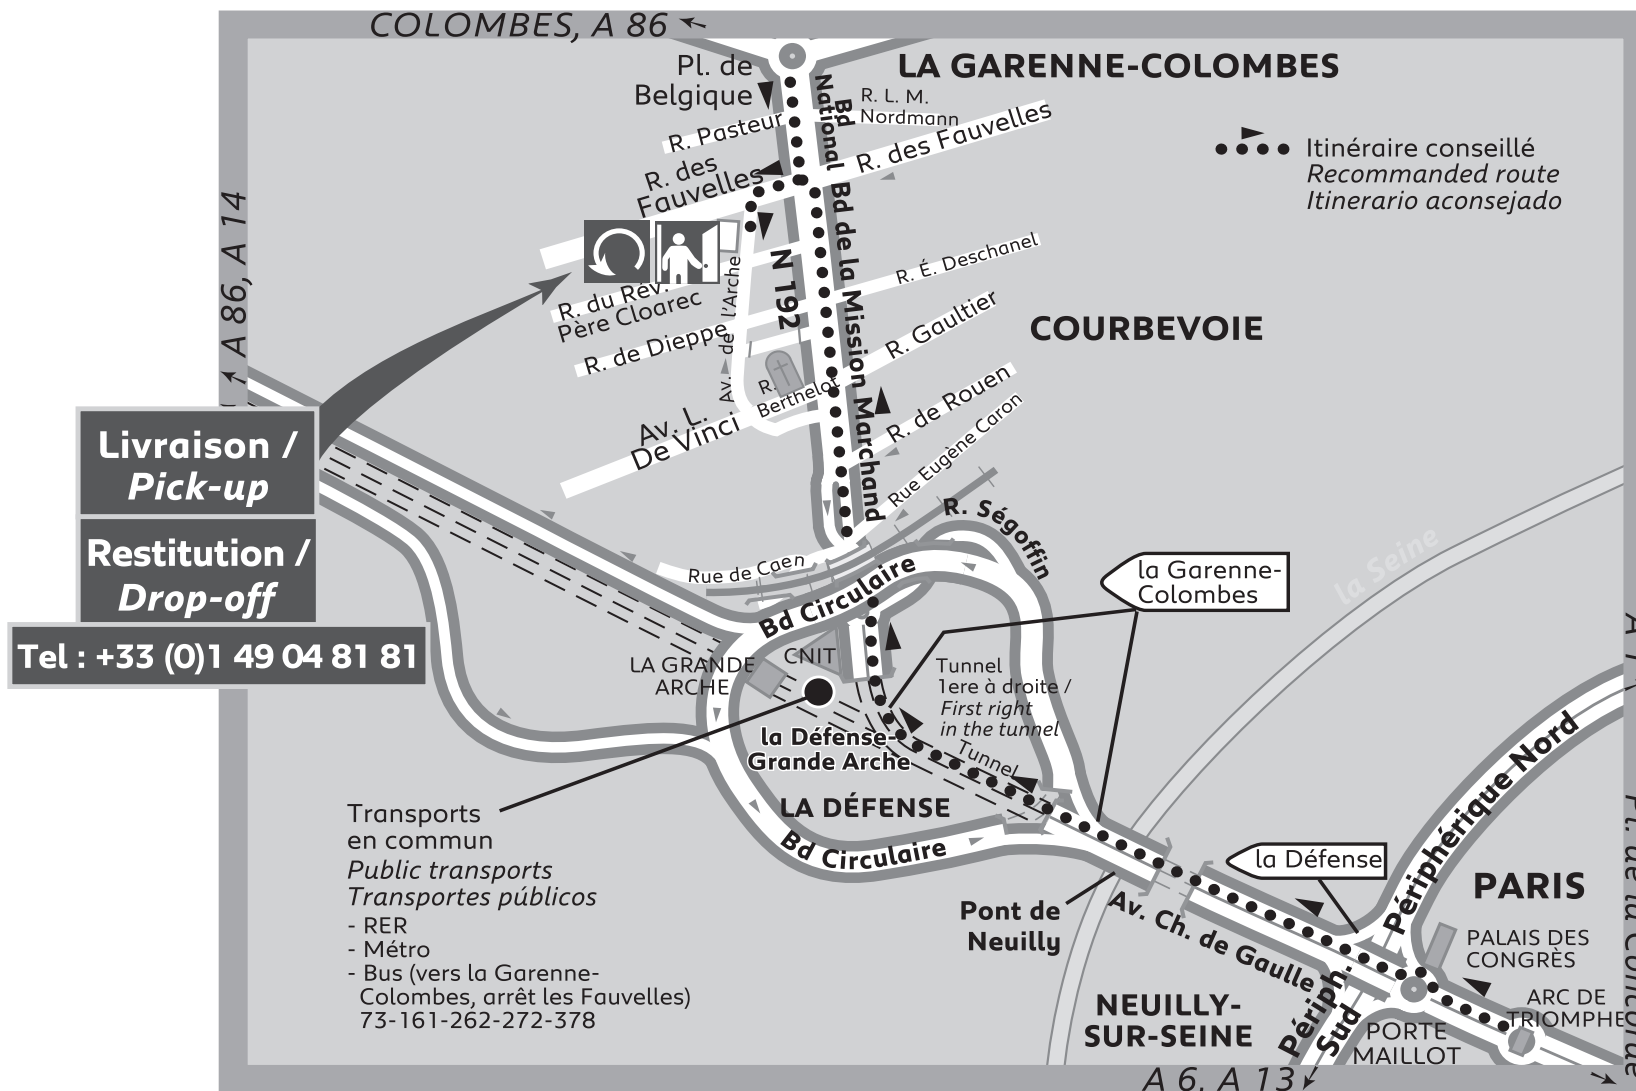 COLOMBES, A 86
Pl. de
Belgique
LA GARENNE-COLOMBES
Bd
National
R. L. M.
Nordmann
R. Pasteur
R. des Fauvelles
R. des
Fauvelles
Itinéraire conseillé
Recommanded route
Itinerario aconsejado
A 86, A 14
Bd de la Mission Marchand
N 192
Av. de l'Arche
R. É. Deschanel
R. du Rév.
Père Cloarec
R. de Dieppe
R. Gaultier
COURBEVOIE
R.
Berthelot
Av. L.
De Vinci
R. de Rouen
Rue Eugène Caron
Livraison /
Pick-up
Restitution /
Drop-off
Tel : +33 (0)1 49 04 81 81
R. Ségoffin
Rue de Caen
Bd Circulaire
la Garenne-
Colombes
la Seine
LA GRANDE
ARCHE
CNIT
Tunnel
1ere à droite /
First right
in the tunnel
Tunnel
la Défense-
Grande Arche
LA DÉFENSE
Bd Circulaire
Transports
en commun
Public transports
Transportes públicos
- RER
- Métro
- Bus (vers la Garenne-
Colombes, arrêt les Fauvelles)
73-161-262-272-378
Pont de
Neuilly
Av. Ch. de Gaulle
la Défense
Périphérique Nord
PARIS
PALAIS DES
CONGRÈS
ARC DE
TRIOMPHE
PORTE
MAILLOT
Périph.
Sud
NEUILLY-
SUR-SEINE
A 6, A 13
Pl. de la Concorde